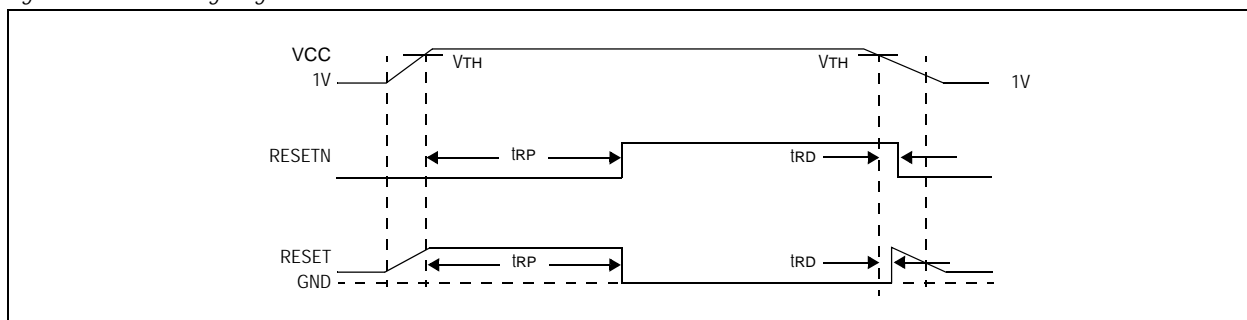 VCC
VTH
VTH
1V
1V
RESETN
tRP
tRD
RESET
tRP
tRD
GND